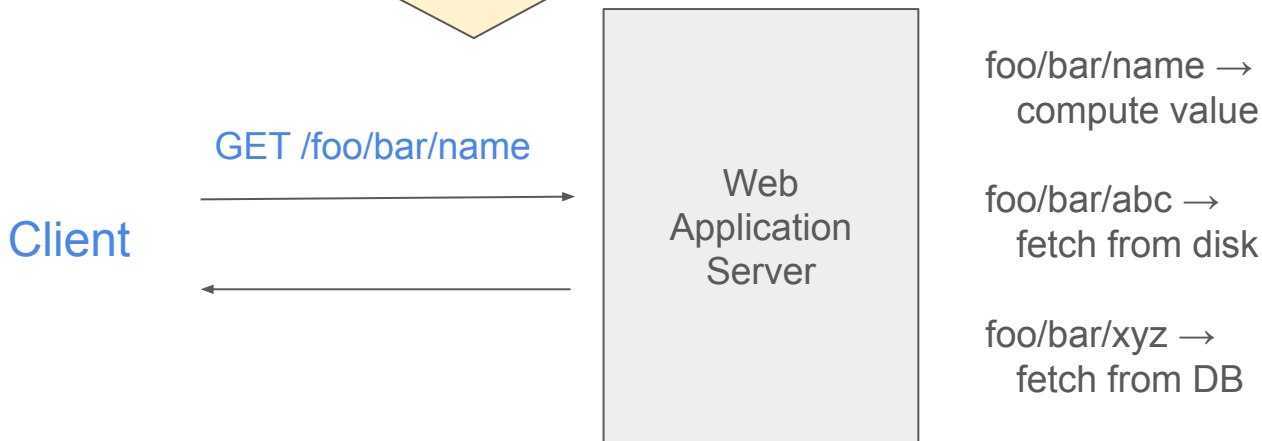 GET /foo/bar/name
Client
Web
Application
Server
foo/bar/name →
compute value
foo/bar/abc →
fetch from disk
foo/bar/xyz →
fetch from DB